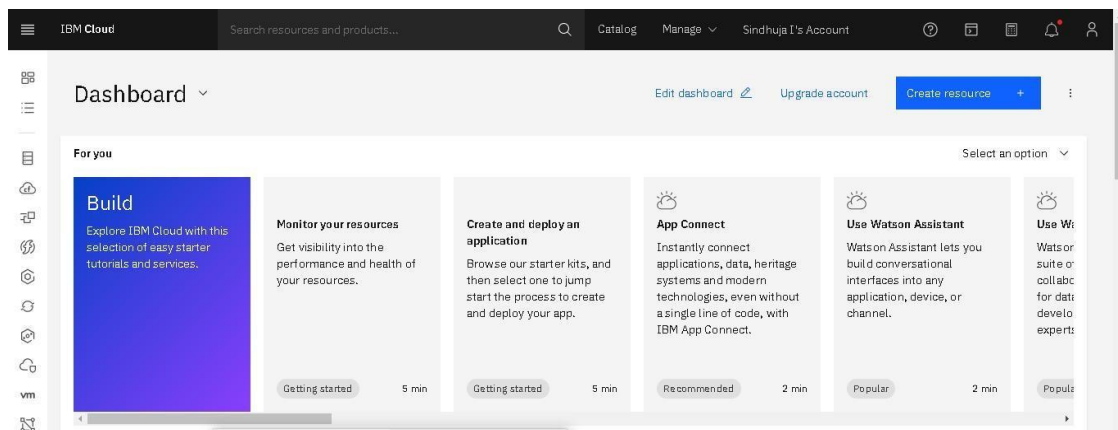 IBM Cloud
Search resources and products...
Catalog
Manage
Sindhuja I's Account
Dashboard
Edit dashboard
Upgrade account
Create resource +
For you
Select an option
Build
Explore IBM Cloud with this
selection of easy starter
tutorials and services.
Monitor your resources
Get visibility into the
performance and health of
your resources.
Getting started
5 min
Create and deploy an
application
Browse our starter kits, and
then select one to jump
start the process to create
and deploy your app.
Getting started
5 min
App Connect
Instantly connect
applications, data, heritage
systems and modern
technologies, even without
a single line of code, with
IBM App Connect.
Recommended
2 min
Use Watson Assistant
Watson Assistant lets you
build conversational
interfaces into any
application, device, or
channel.
Popular
2 min
Use
suite
for
vm